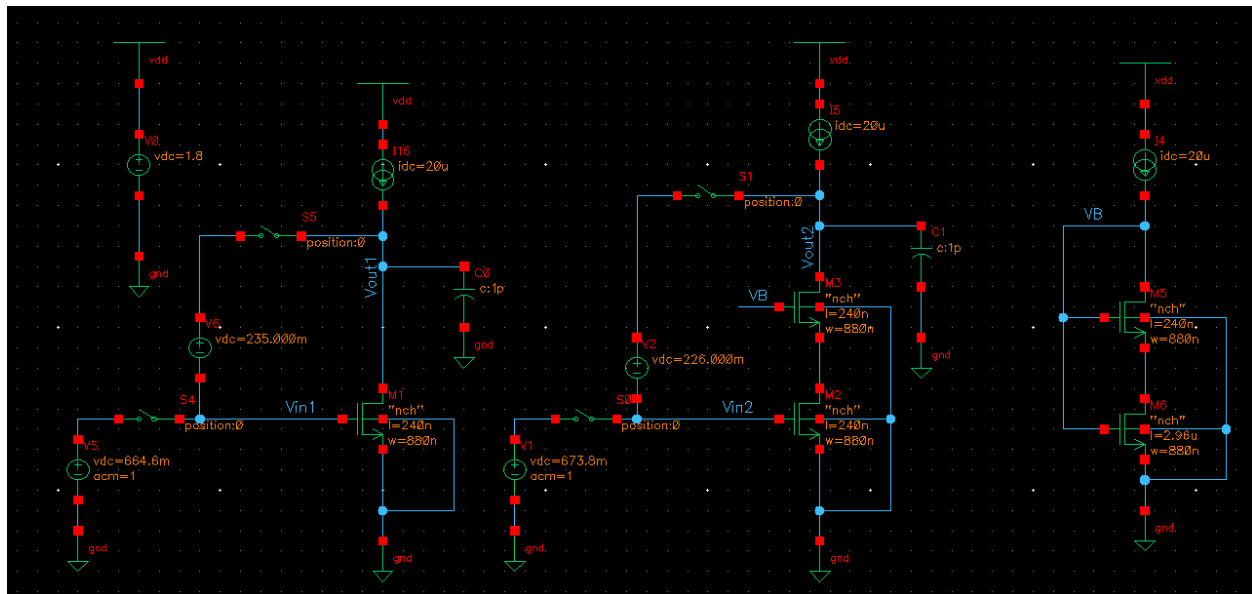 vdd
V0
vdc=1.8
gnd
vdd
I16
idc=20u
S5
position:0
Vout1
C0
c:1p
gnd
V6
vdc=235.000m
S4
position:0
Vin1
M1
"nch"
l=240n
w=880n
V5
vdc=664.6m
acm=1
gnd
gnd
vdd
I5
idc=20u
S1
position:0
Vout2
C1
c:1p
gnd
VB
M3
"nch"
l=240n
w=880n
V2
vdc=226.000m
S0
position:0
Vin2
M2
"nch"
l=240n
w=880n
V1
vdc=673.8m
acm=1
gnd
gnd
vdd
I4
idc=20u
VB
M5
"nch"
l=240n
w=880n
M6
"nch"
l=2.96u
w=880n
gnd